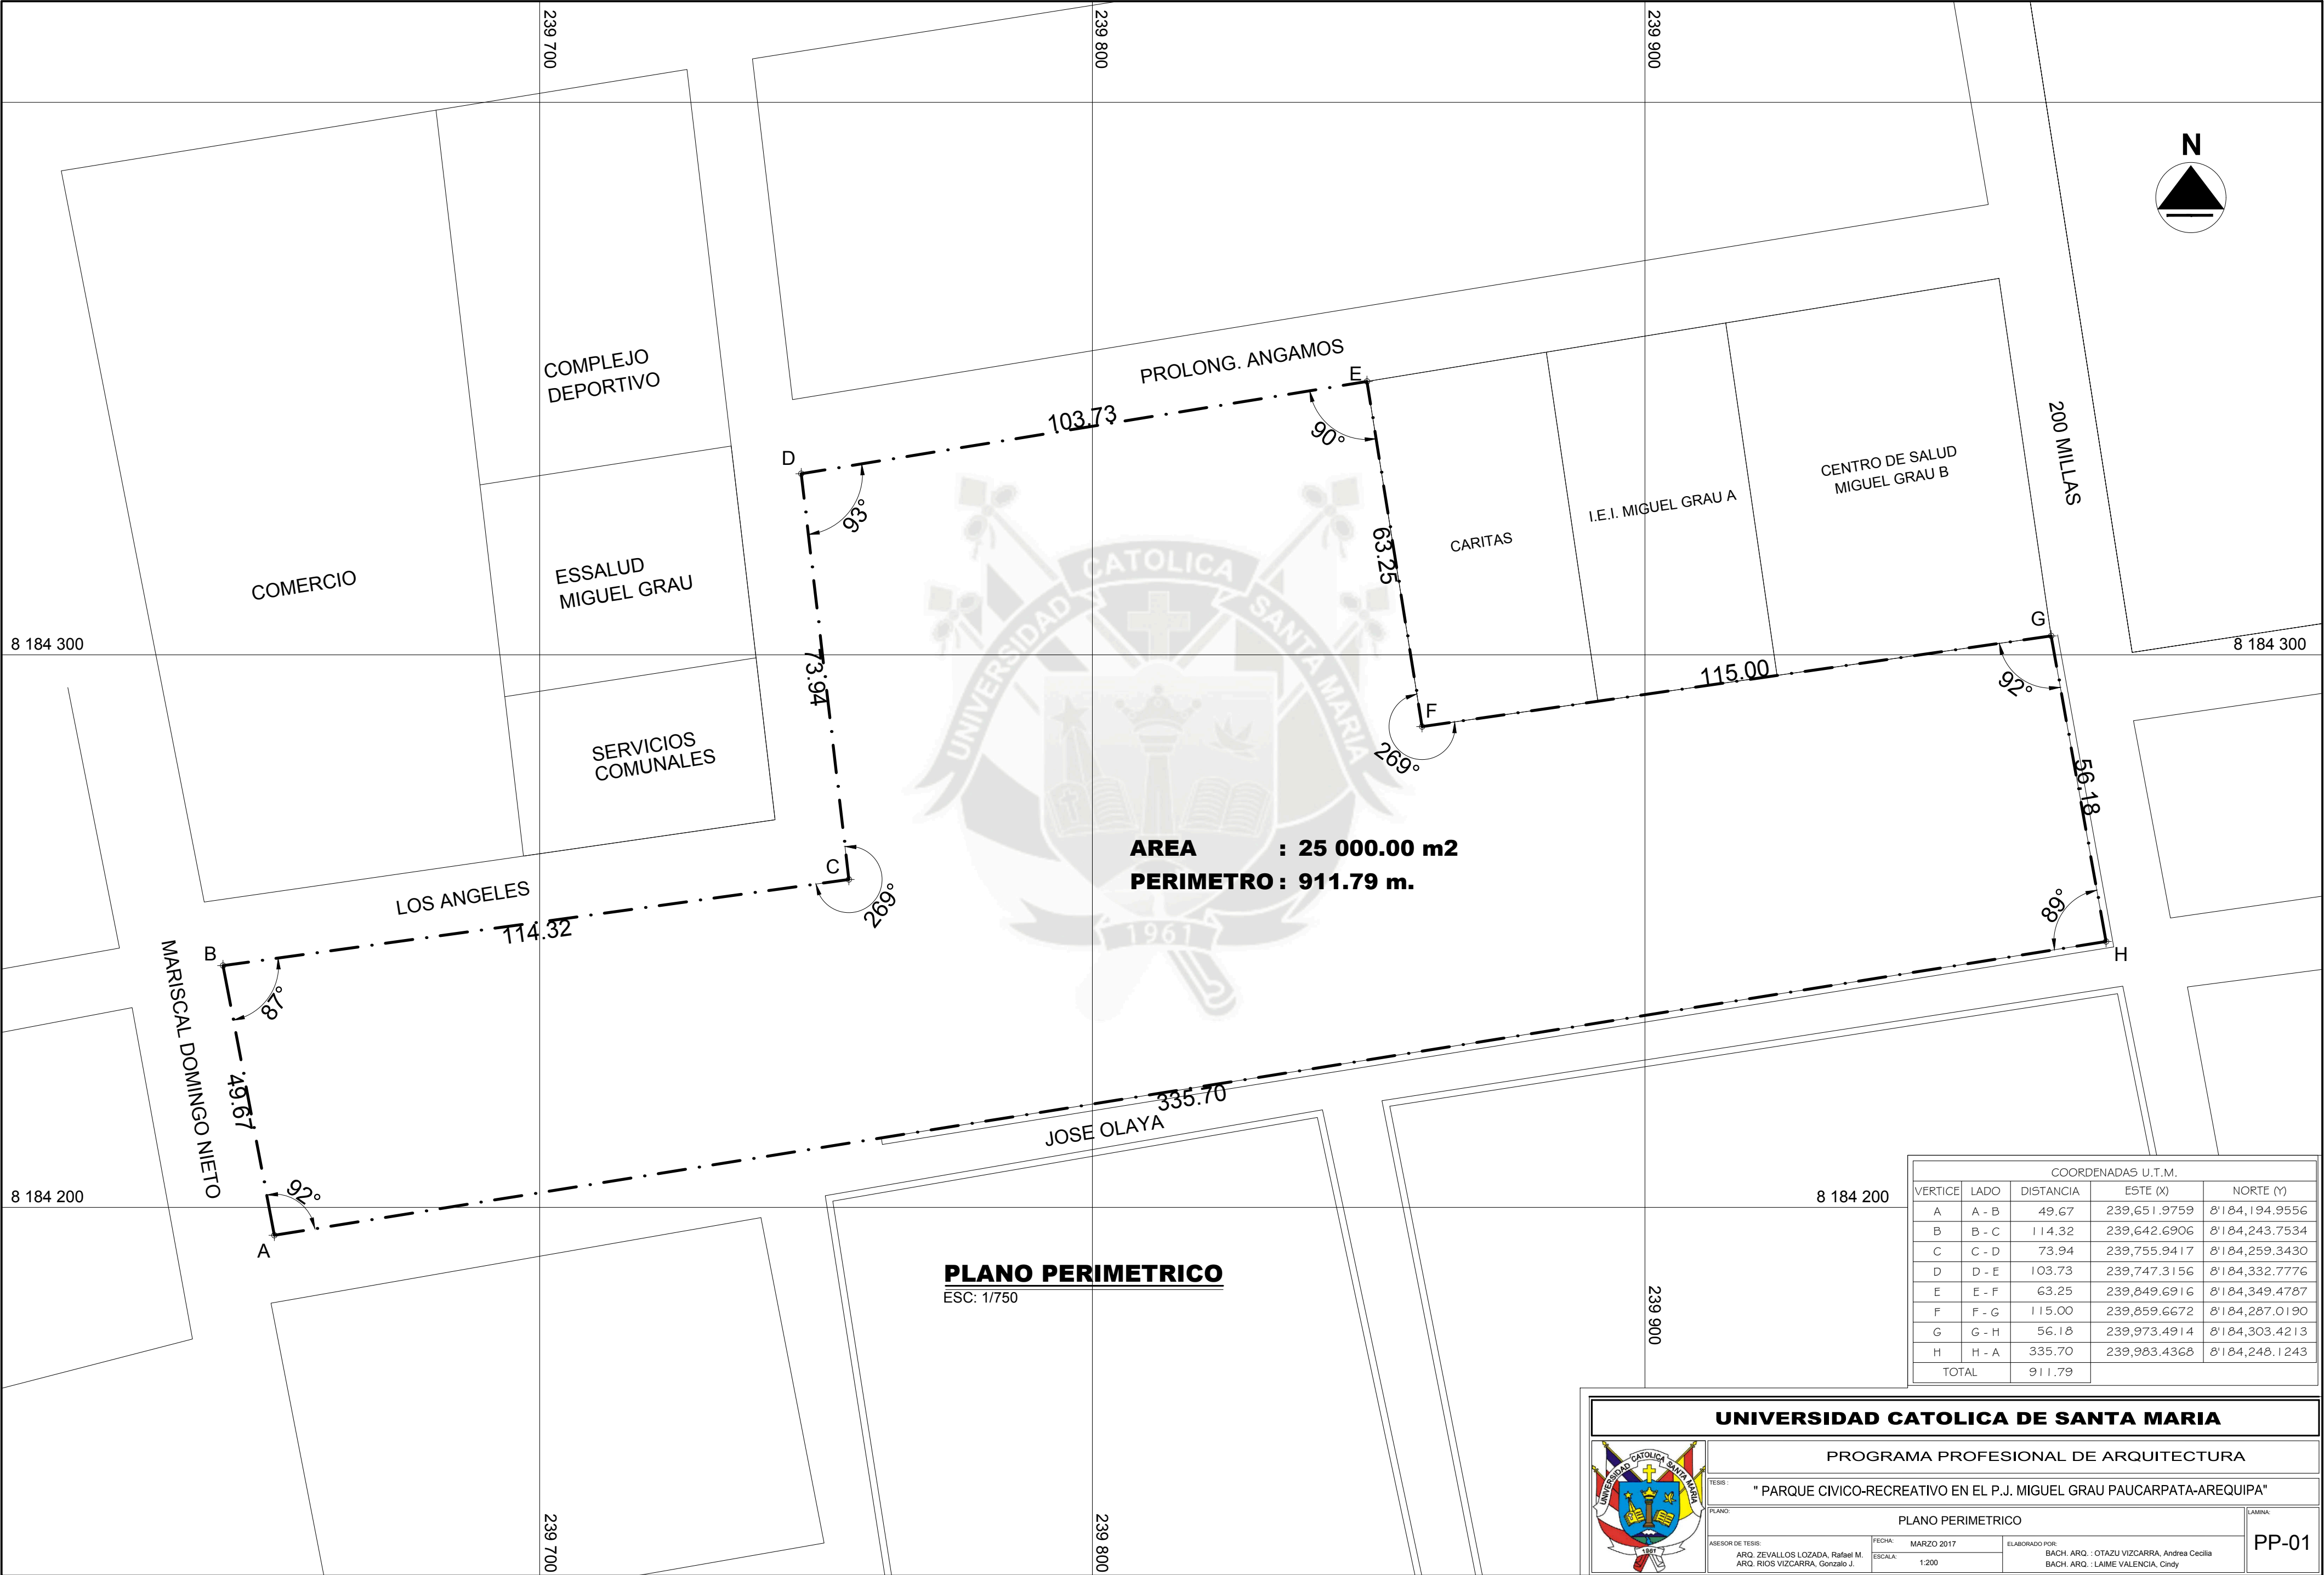 239 700
239 800
239 900
N
COMPLEJO
DEPORTIVO
PROLONG. ANGAMOS
E
103.73
90°
D
93°
200 MILLAS
CENTRO DE SALUD
MIGUEL GRAU B
I.E.I. MIGUEL GRAU A
CARITAS
63.25
COMERCIO
ESSALUD
MIGUEL GRAU
UNIVERSIDAD CATOLICA SANTA MARIA
1961
8 184 300
8 184 300
G
73.94
115.00
92°
F
269°
SERVICIOS
COMUNALES
56.18
AREA : 25 000.00 m2
PERIMETRO : 911.79 m.
C
269°
LOS ANGELES
114.32
89°
H
B
87°
MARISCAL DOMINGO NIETO
49.67
335.70
JOSE OLAYA
92°
A
8 184 200
8 184 200
PLANO PERIMETRICO
ESC: 1/750
239 900
239 700
239 800
COORDENADAS U.T.M.
VERTICE LADO DISTANCIA ESTE (X) NORTE (Y)
A A - B 49.67 239,651.9759 8'184,194.9556
B B - C 114.32 239,642.6906 8'184,243.7534
C C - D 73.94 239,755.9417 8'184,259.3430
D D - E 103.73 239,747.3156 8'184,332.7776
E E - F 63.25 239,849.6916 8'184,349.4787
F F - G 115.00 239,859.6672 8'184,287.0190
G G - H 56.18 239,973.4914 8'184,303.4213
H H - A 335.70 239,983.4368 8'184,248.1243
TOTAL 911.79
UNIVERSIDAD CATOLICA DE SANTA MARIA
UNIVERSIDAD CATOLICA SANTA MARIA
1961
PROGRAMA PROFESIONAL DE ARQUITECTURA
TESIS :
" PARQUE CIVICO-RECREATIVO EN EL P.J. MIGUEL GRAU PAUCARPATA-AREQUIPA"
PLANO:
PLANO PERIMETRICO
LAMINA:
PP-01
ASESOR DE TESIS:
ARQ. ZEVALLOS LOZADA, Rafael M.
ARQ. RIOS VIZCARRA, Gonzalo J.
FECHA: MARZO 2017
ESCALA: 1:200
ELABORADO POR:
BACH. ARQ. : OTAZU VIZCARRA, Andrea Cecilia
BACH. ARQ. : LAIME VALENCIA, Cindy